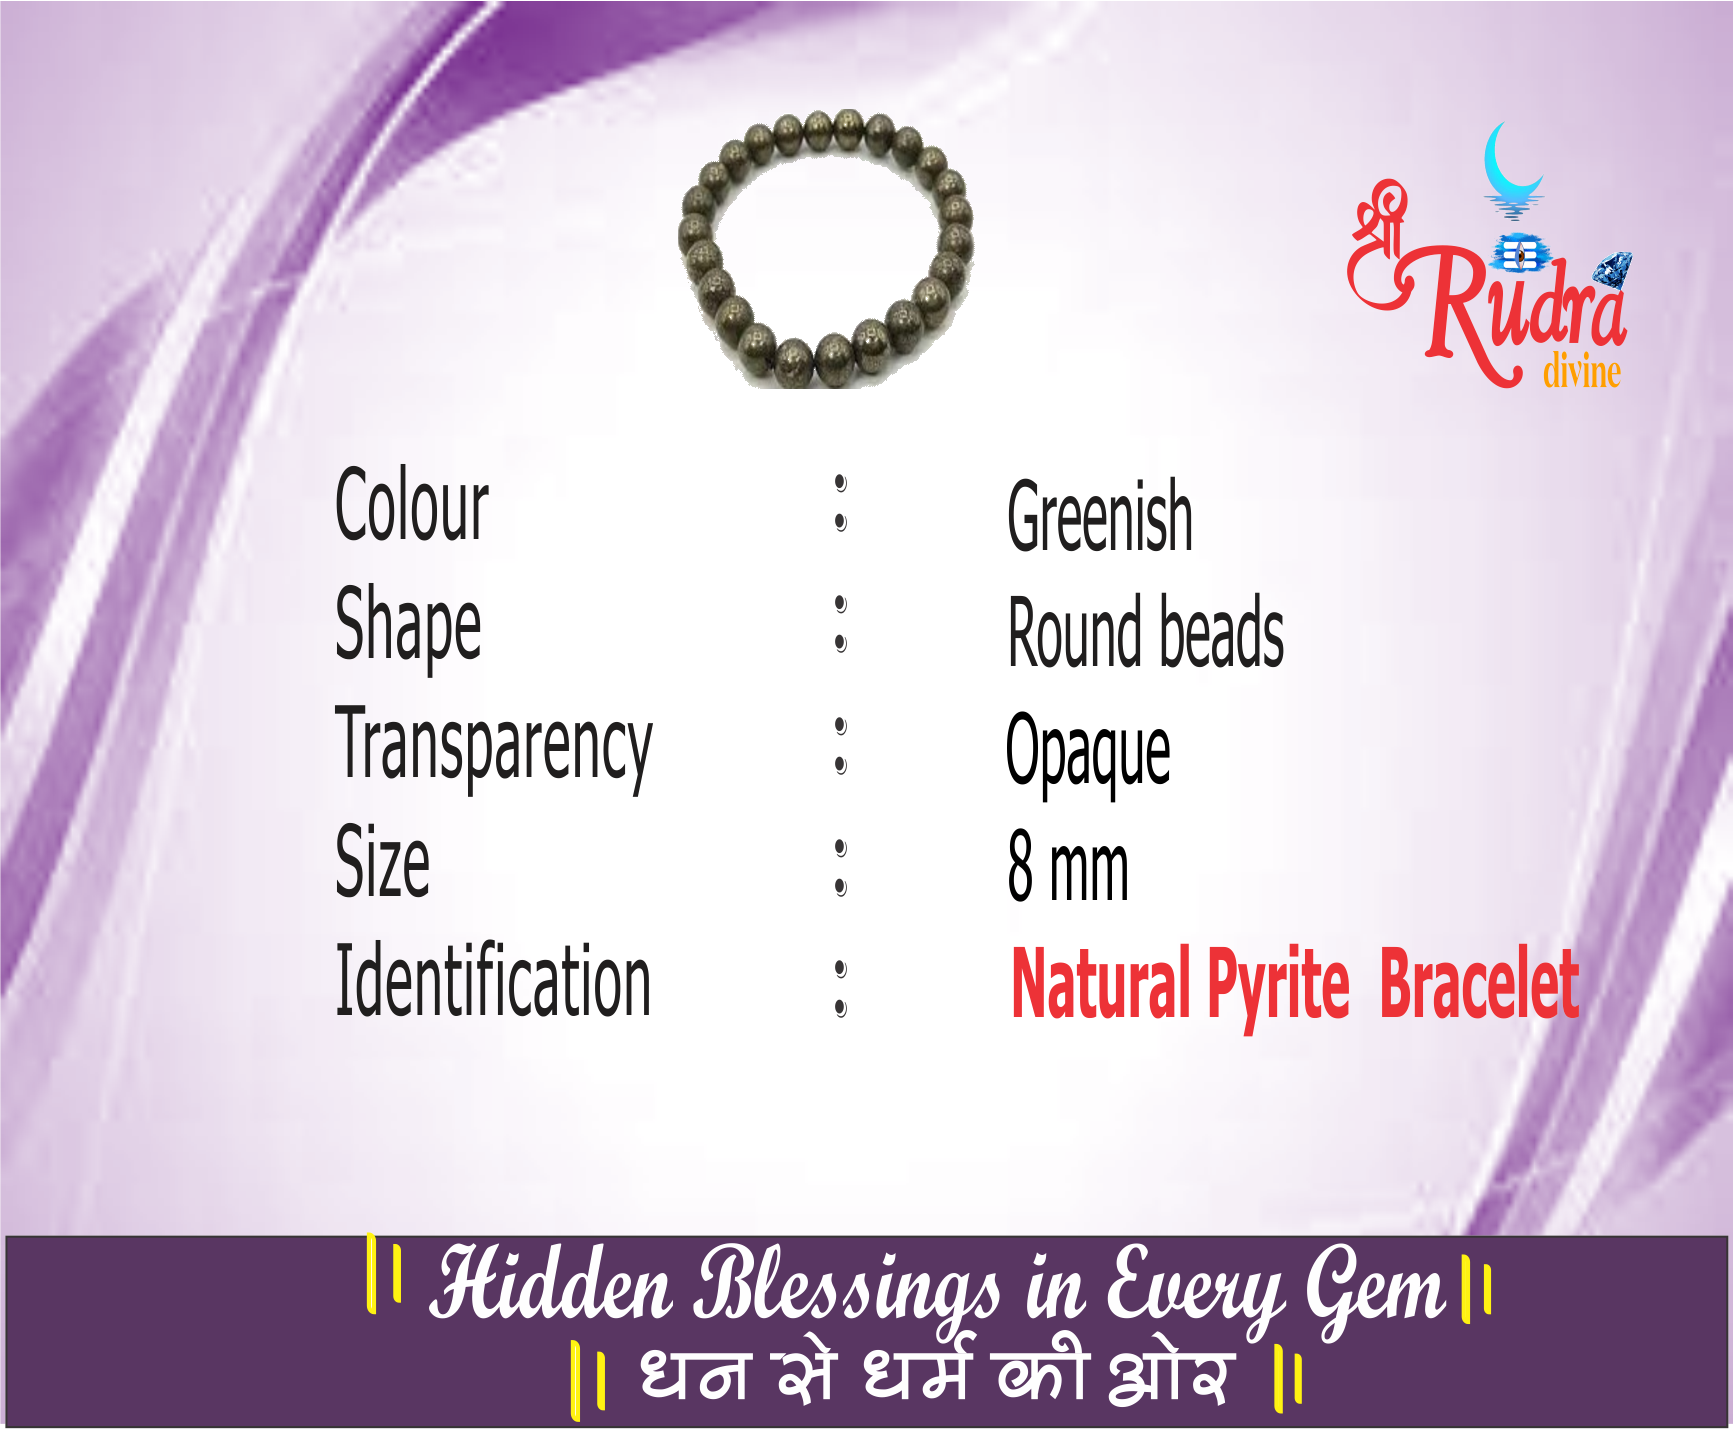 श्री Rudra
divine
Colour : Greenish
Shape : Round beads
Transparency : Opaque
Size : 8 mm
Identification : Natural Pyrite Bracelet
|| Hidden Blessings in Every Gem ||
|| धन से धर्म की ओर ||